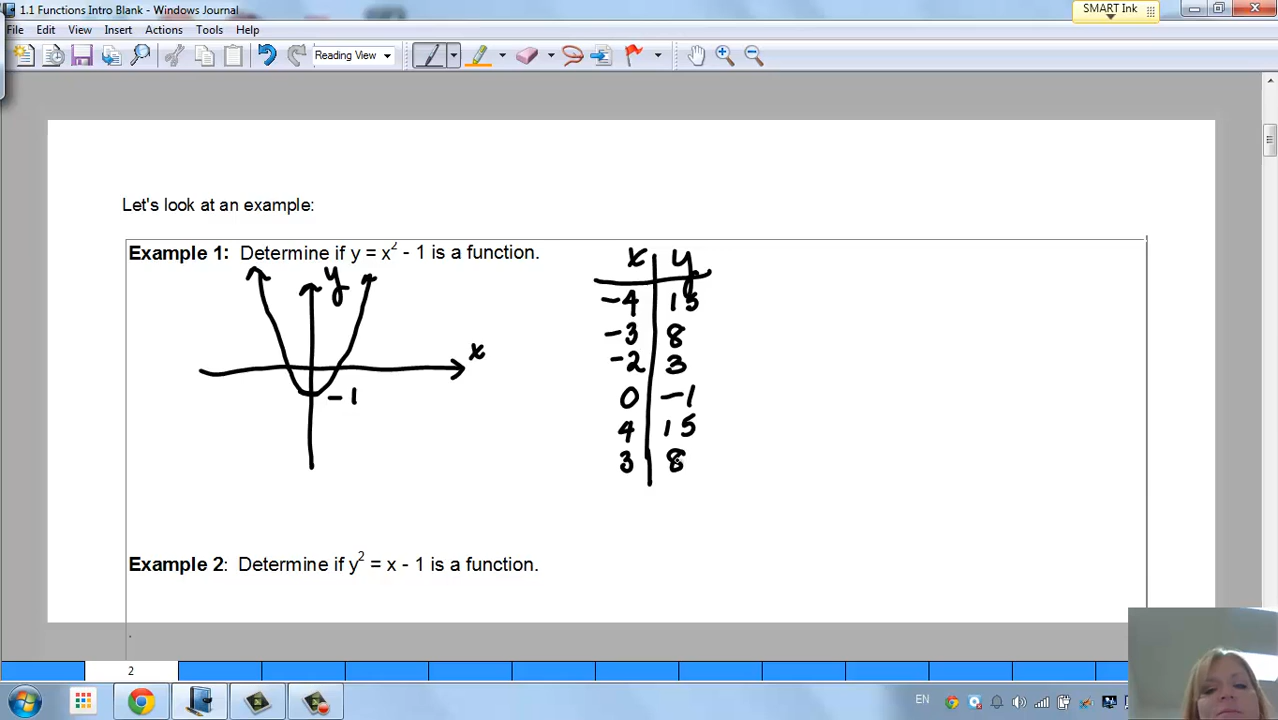 1.1 Functions Intro Blank - Windows Journal
SMART Ink
File Edit View Insert Actions Tools Help
Reading View
Let's look at an example:
Example 1: Determine if y = x² - 1 is a function.
y
x
-1
x y
-4 15
-3 8
-2 3
0 -1
4 15
3 8
Example 2: Determine if y² = x - 1 is a function.
2
EN